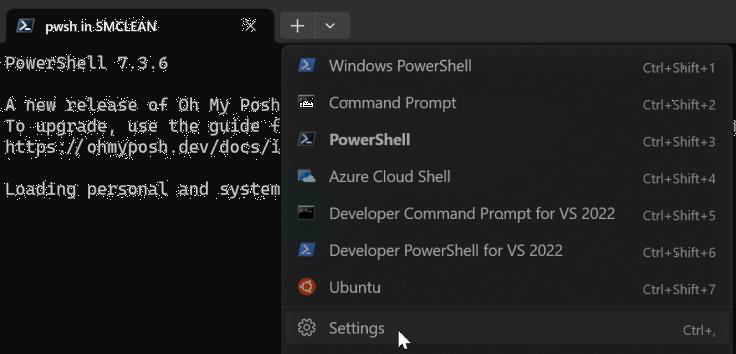 pwsh in SMCLEAN
PowerShell 7.3.6
A new release of Oh My Posh
To upgrade, use the guide f
https://ohmyposh.dev/docs/i
Loading personal and system
Windows PowerShell Ctrl+Shift+1
Command Prompt Ctrl+Shift+2
PowerShell Ctrl+Shift+3
Azure Cloud Shell Ctrl+Shift+4
Developer Command Prompt for VS 2022 Ctrl+Shift+5
Developer PowerShell for VS 2022 Ctrl+Shift+6
Ubuntu Ctrl+Shift+7
Settings Ctrl+,